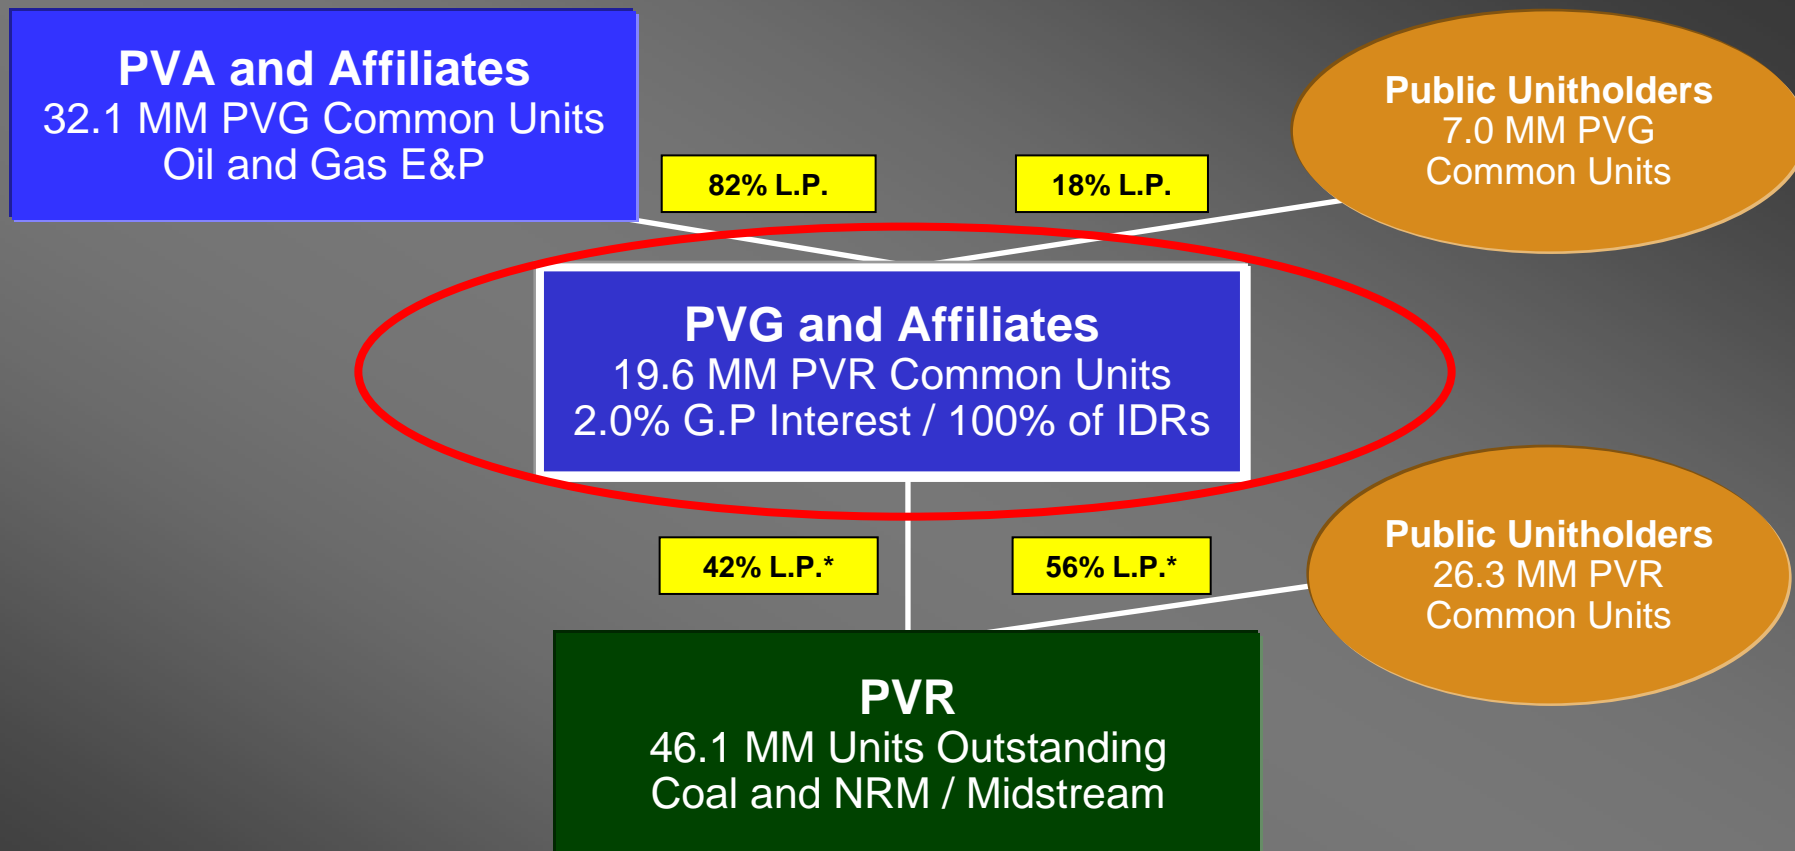 PVA and Affiliates
32.1 MM PVG Common Units
Oil and Gas E&P
Public Unitholders
7.0 MM PVG
Common Units
82% L.P.
18% L.P.
PVG and Affiliates
19.6 MM PVR Common Units
2.0% G.P Interest / 100% of IDRs
42% L.P.*
56% L.P.*
Public Unitholders
26.3 MM PVR
Common Units
PVR
46.1 MM Units Outstanding
Coal and NRM / Midstream